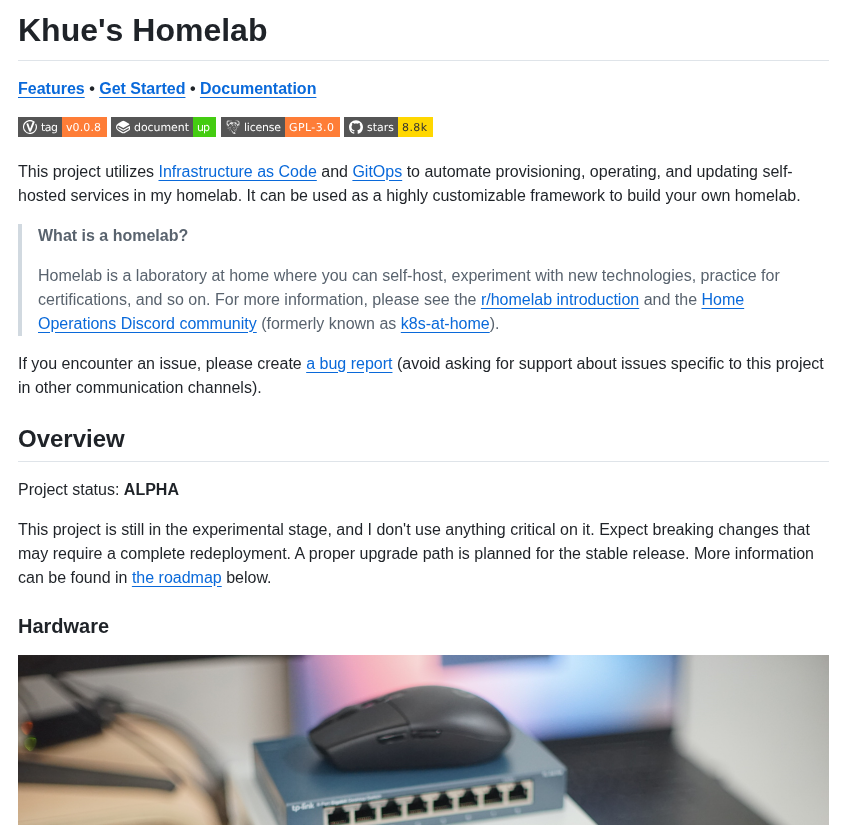 Khue's Homelab
Features • Get Started • Documentation
tag v0.0.8 document up license GPL-3.0 stars 8.8k
This project utilizes Infrastructure as Code and GitOps to automate provisioning, operating, and updating self-
hosted services in my homelab. It can be used as a highly customizable framework to build your own homelab.
What is a homelab?
Homelab is a laboratory at home where you can self-host, experiment with new technologies, practice for
certifications, and so on. For more information, please see the r/homelab introduction and the Home
Operations Discord community (formerly known as k8s-at-home).
If you encounter an issue, please create a bug report (avoid asking for support about issues specific to this project
in other communication channels).
Overview
Project status: ALPHA
This project is still in the experimental stage, and I don't use anything critical on it. Expect breaking changes that
may require a complete redeployment. A proper upgrade path is planned for the stable release. More information
can be found in the roadmap below.
Hardware
tp-link